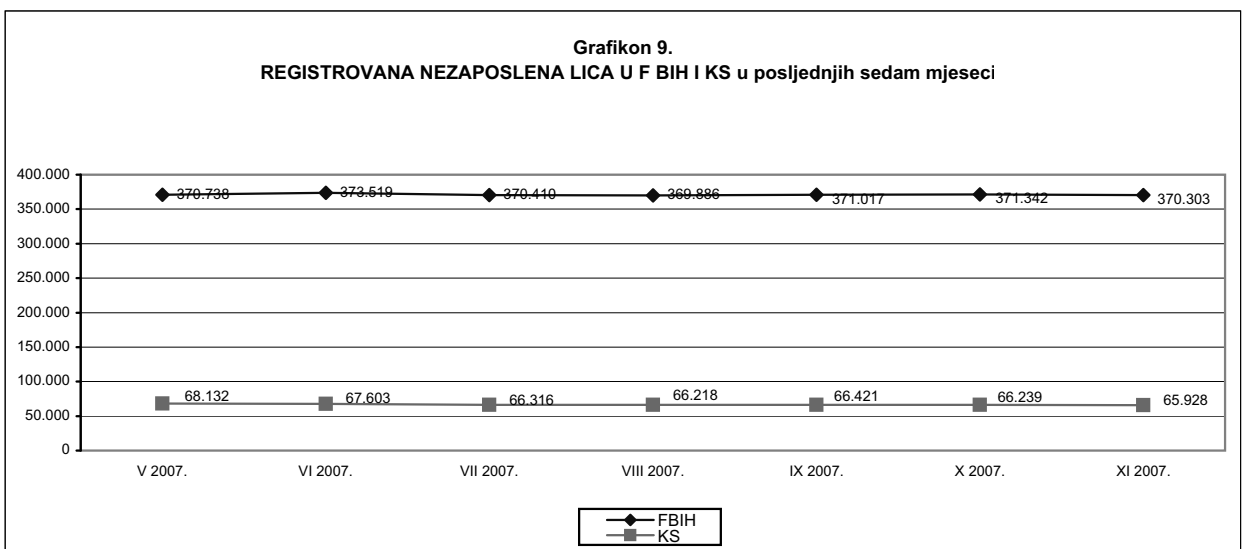 Grafikon 9.
REGISTROVANA NEZAPOSLENA LICA U F BIH I KS u posljednjih sedam mjeseci
400.000
350.000
300.000
250.000
200.000
150.000
100.000
50.000
0
370.738 373.519 370.410 369.886 371.017 371.342 370.303
68.132 67.603 66.316 66.218 66.421 66.239 65.928
V 2007. VI 2007. VII 2007. VIII 2007. IX 2007. X 2007. XI 2007.
FBIH
KS